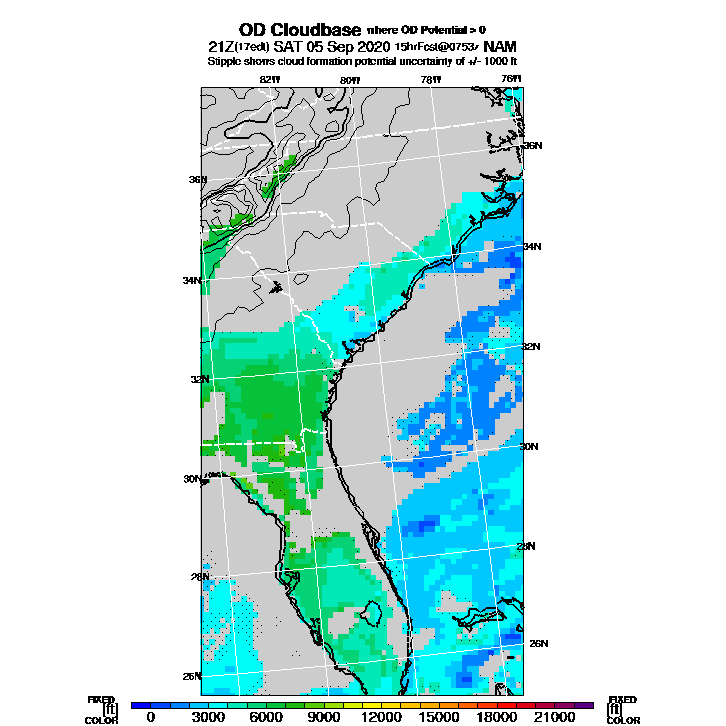 OD Cloudbase where OD Potential > 0
21Z(17edt) SAT 05 Sep 2020 15hrFcst@0753z NAM
Stipple shows cloud formation potential uncertainty of +/- 1000 ft
82W 80W 78W 76W
36N
36N
34N
34N
32N
32N
30N
30N
28N
28N
26N
26N
FIXED FIXED
[ft] 0 3000 6000 9000 12000 15000 18000 21000 [ft]
COLOR COLOR